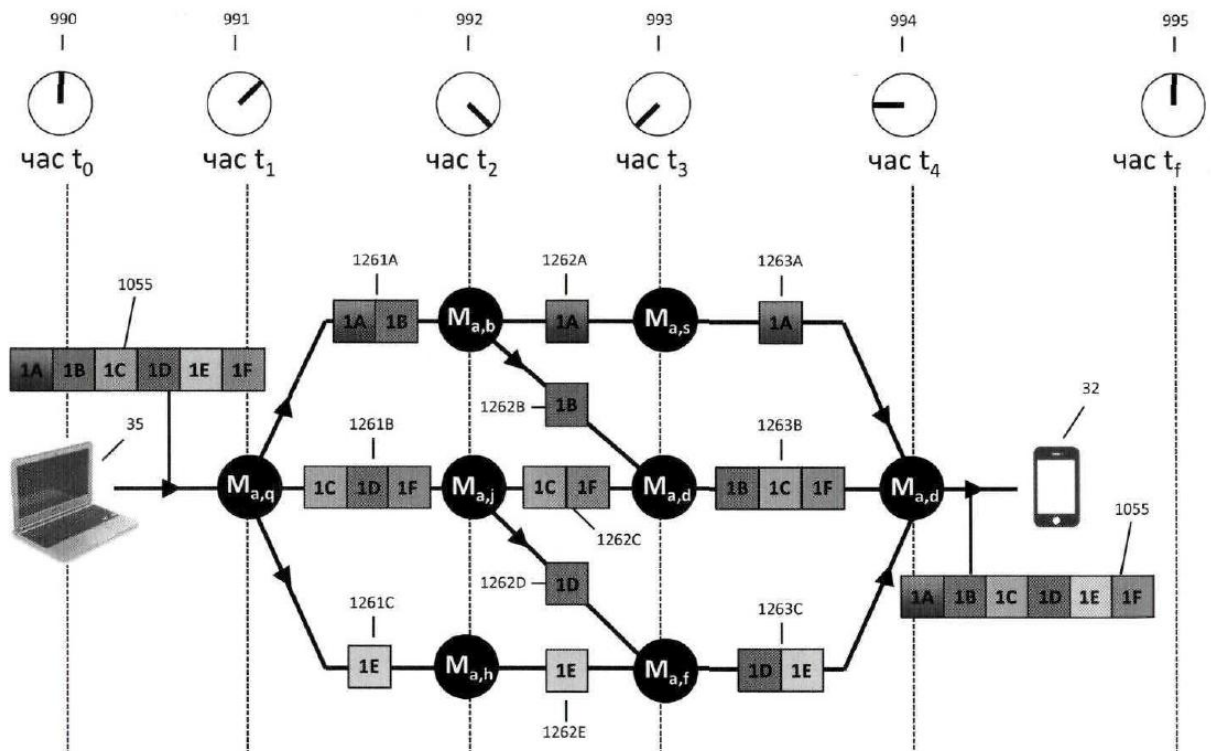 990 991 992 993 994 995
час t0 час t1 час t2 час t3 час t4 час tf
1261A 1262A 1263A
1055
1A 1B Ma,b 1A Ma,s 1A
1A 1B 1C 1D 1E 1F
1262B 1B
35 1261B 1263B 32
Ma,q 1C 1D 1F Ma,j 1C 1F Ma,d 1B 1C 1F Ma,d
1262C 1055
1262D 1D
1A 1B 1C 1D 1E 1F
1261C 1263C
1E Ma,h 1E Ma,f 1D 1E
1262E